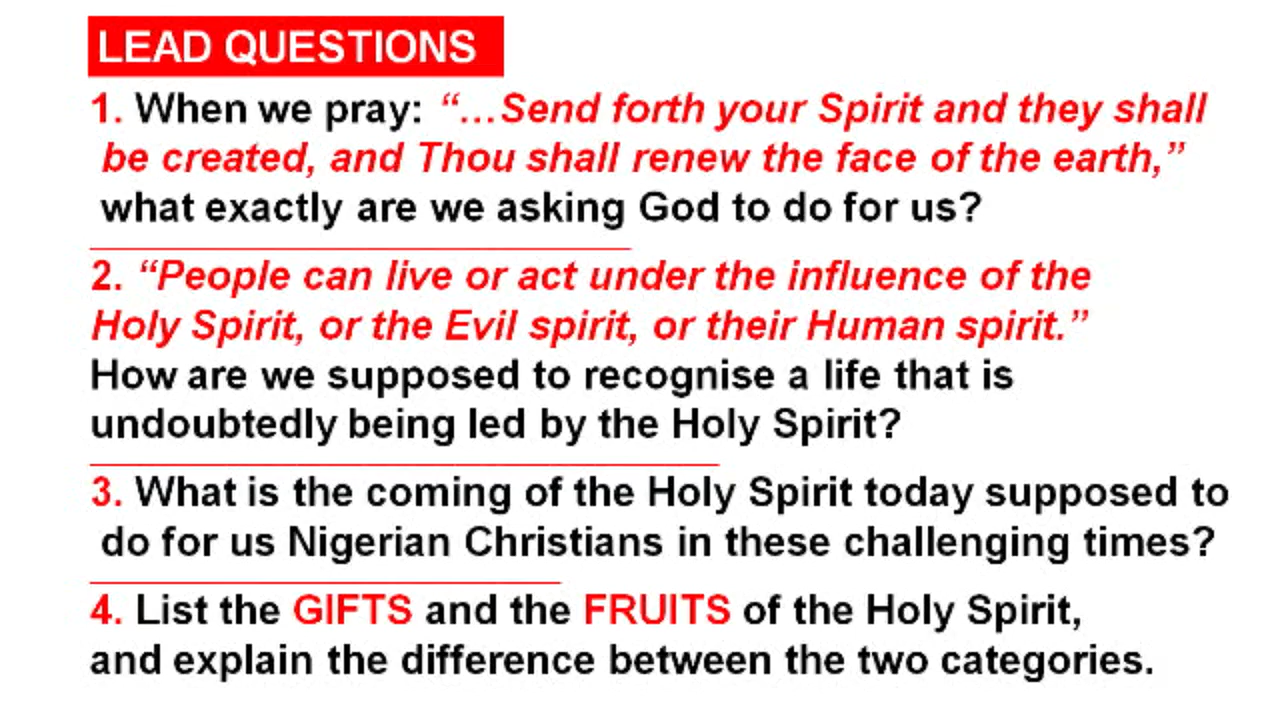 LEAD QUESTIONS
1. When we pray: “...Send forth your Spirit and they shall
be created, and Thou shall renew the face of the earth,”
what exactly are we asking God to do for us?
2. “People can live or act under the influence of the
Holy Spirit, or the Evil spirit, or their Human spirit.”
How are we supposed to recognise a life that is
undoubtedly being led by the Holy Spirit?
3. What is the coming of the Holy Spirit today supposed to
do for us Nigerian Christians in these challenging times?
4. List the GIFTS and the FRUITS of the Holy Spirit,
and explain the difference between the two categories.